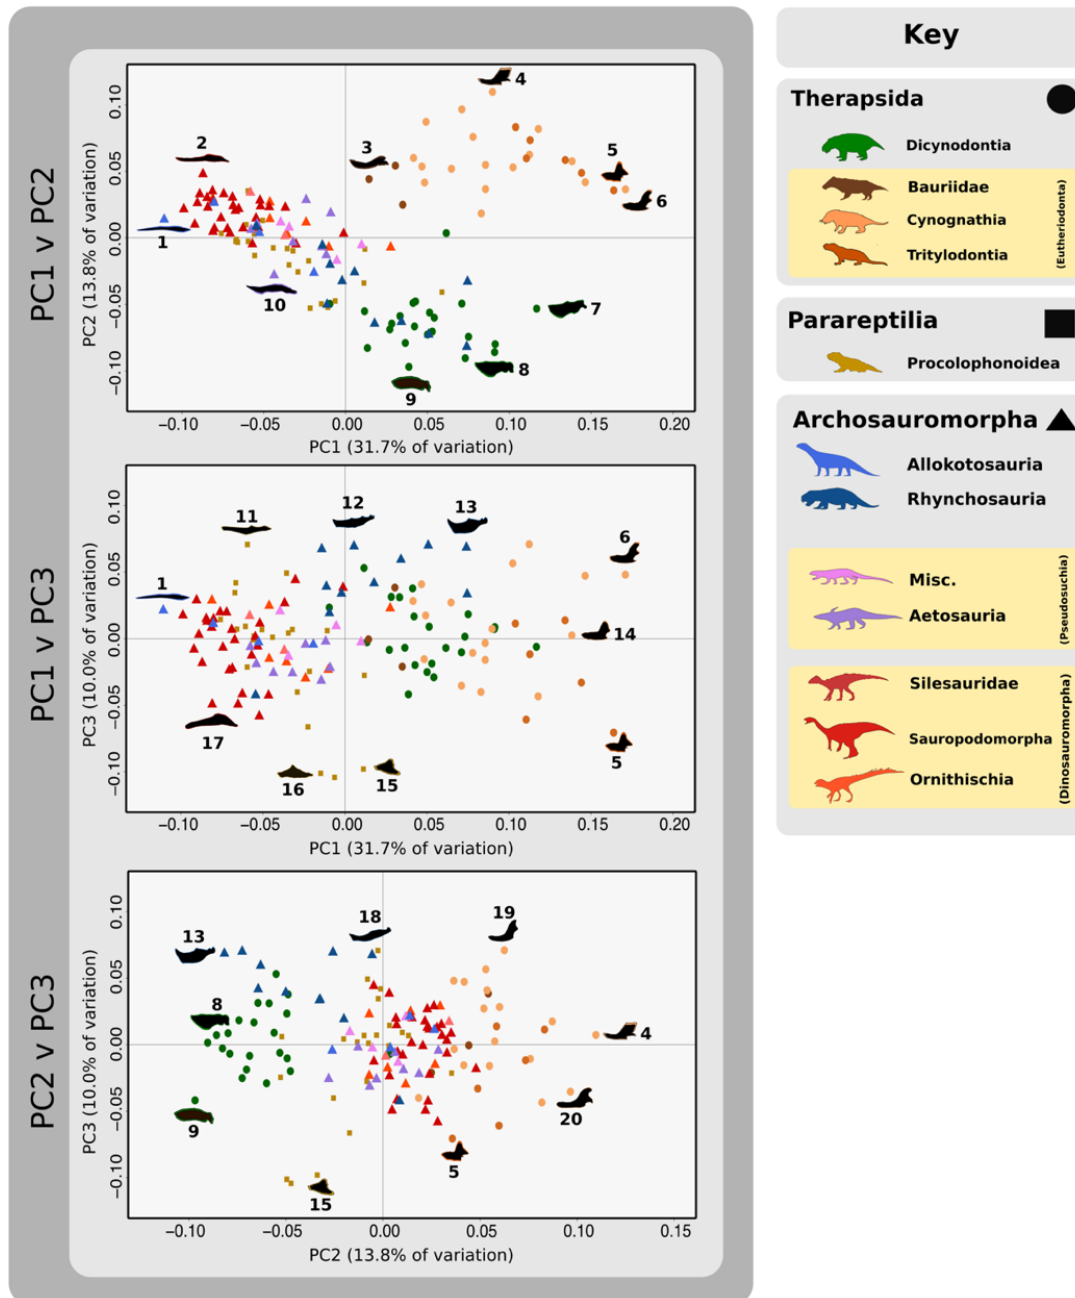 PC1 v PC2
PC2 (13.8% of variation)
0.10
0.05
0.00
−0.05
−0.10
2
3
4
5
6
1
10
7
8
9
−0.10
−0.05
0.00
0.05
0.10
0.15
0.20
PC1 (31.7% of variation)
PC1 v PC3
PC3 (10.0% of variation)
0.10
0.05
0.00
−0.05
−0.10
11
12
13
6
1
14
17
16
15
5
−0.10
−0.05
0.00
0.05
0.10
0.15
0.20
PC1 (31.7% of variation)
PC2 v PC3
PC3 (10.0% of variation)
0.10
0.05
0.00
−0.05
−0.10
13
18
19
8
4
9
20
5
15
−0.10
−0.05
0.00
0.05
0.10
0.15
PC2 (13.8% of variation)
Key
Therapsida
Dicynodontia
Bauriidae
Cynognathia
Tritylodontia
(Eutheriodonta)
Parareptilia
Procolophonoidea
Archosauromorpha
Allokotosauria
Rhynchosauria
Misc.
Aetosauria
(Pseudosuchia)
Silesauridae
Sauropodomorpha
Ornithischia
(Dinosauromorpha)